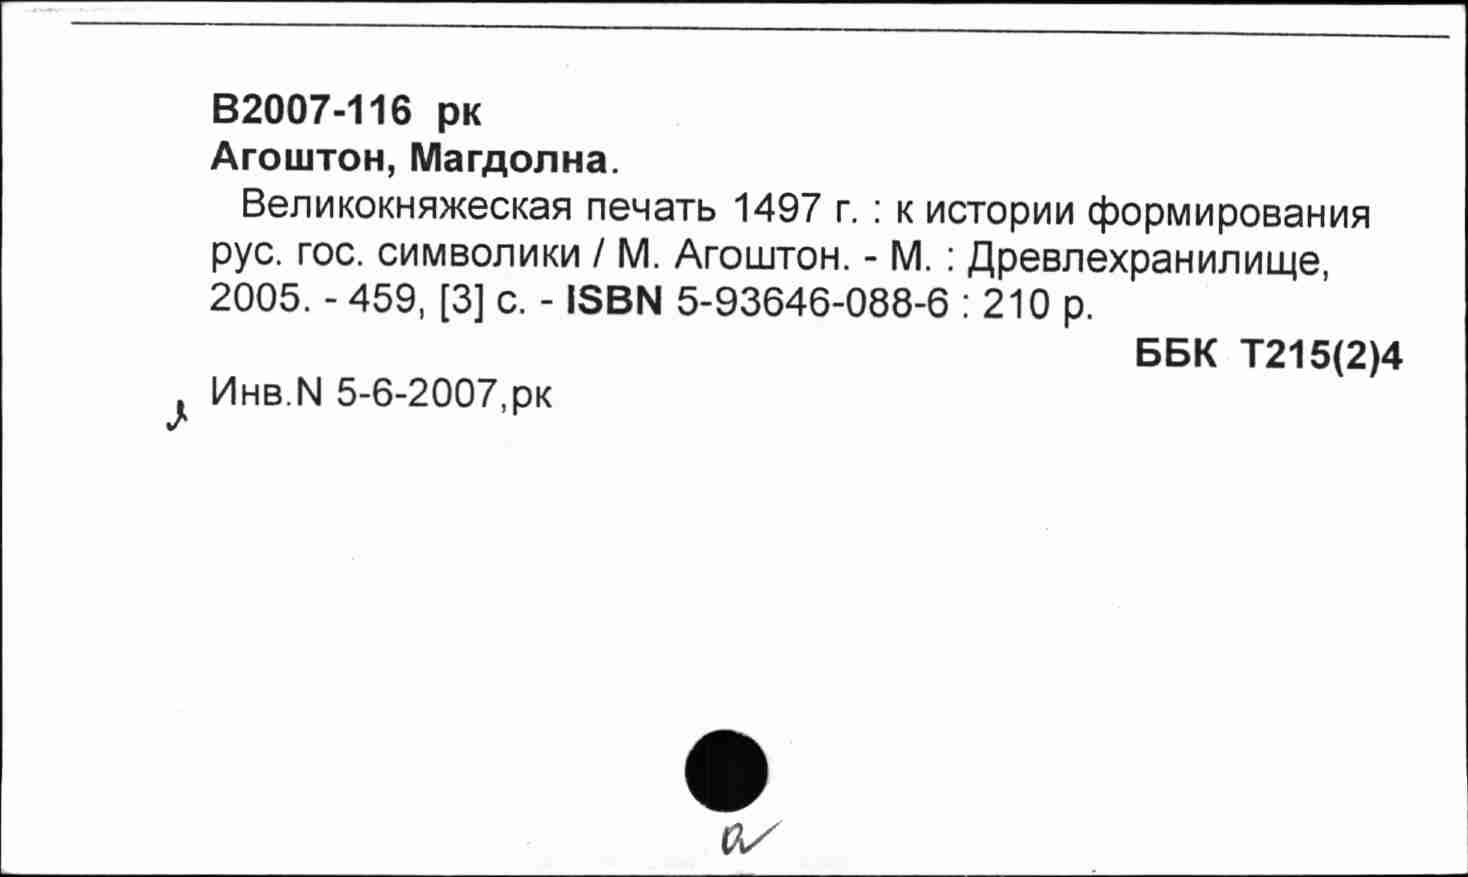 В2007-116 рк
Агоштон, Магдолна.
Великокняжеская печать 1497 г. : к истории формирования
рус. гос. символики / М. Агоштон. - М. : Древлехранилище,
2005. - 459, [3] с. - ISBN 5-93646-088-6 : 210 р.
ББК Т215(2)4
Инв.N 5-6-2007,рк